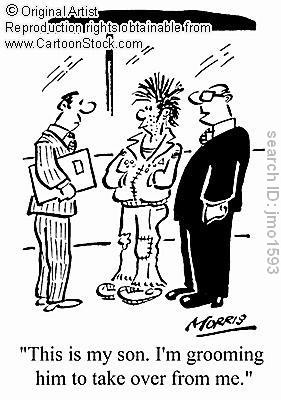 © Original Artist
Reproduction rights obtainable from
www.CartoonStock.com
search ID: jmo1593
MORRIS
"This is my son. I'm grooming
him to take over from me."